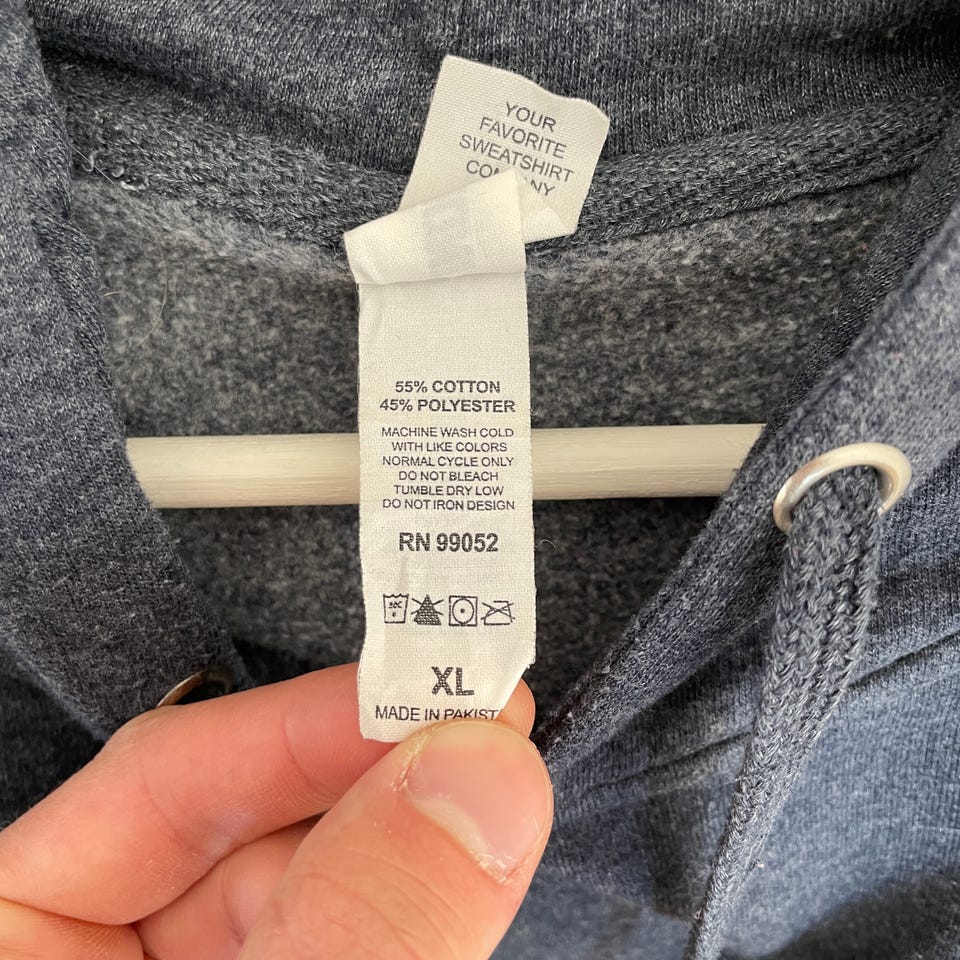 YOUR
FAVORITE
SWEATSHIRT
55% COTTON
45% POLYESTER
MACHINE WASH COLD
WITH LIKE COLORS
NORMAL CYCLE ONLY
DO NOT BLEACH
TUMBLE DRY LOW
DO NOT IRON DESIGN
RN 99052
XL
MADE IN PAKIST